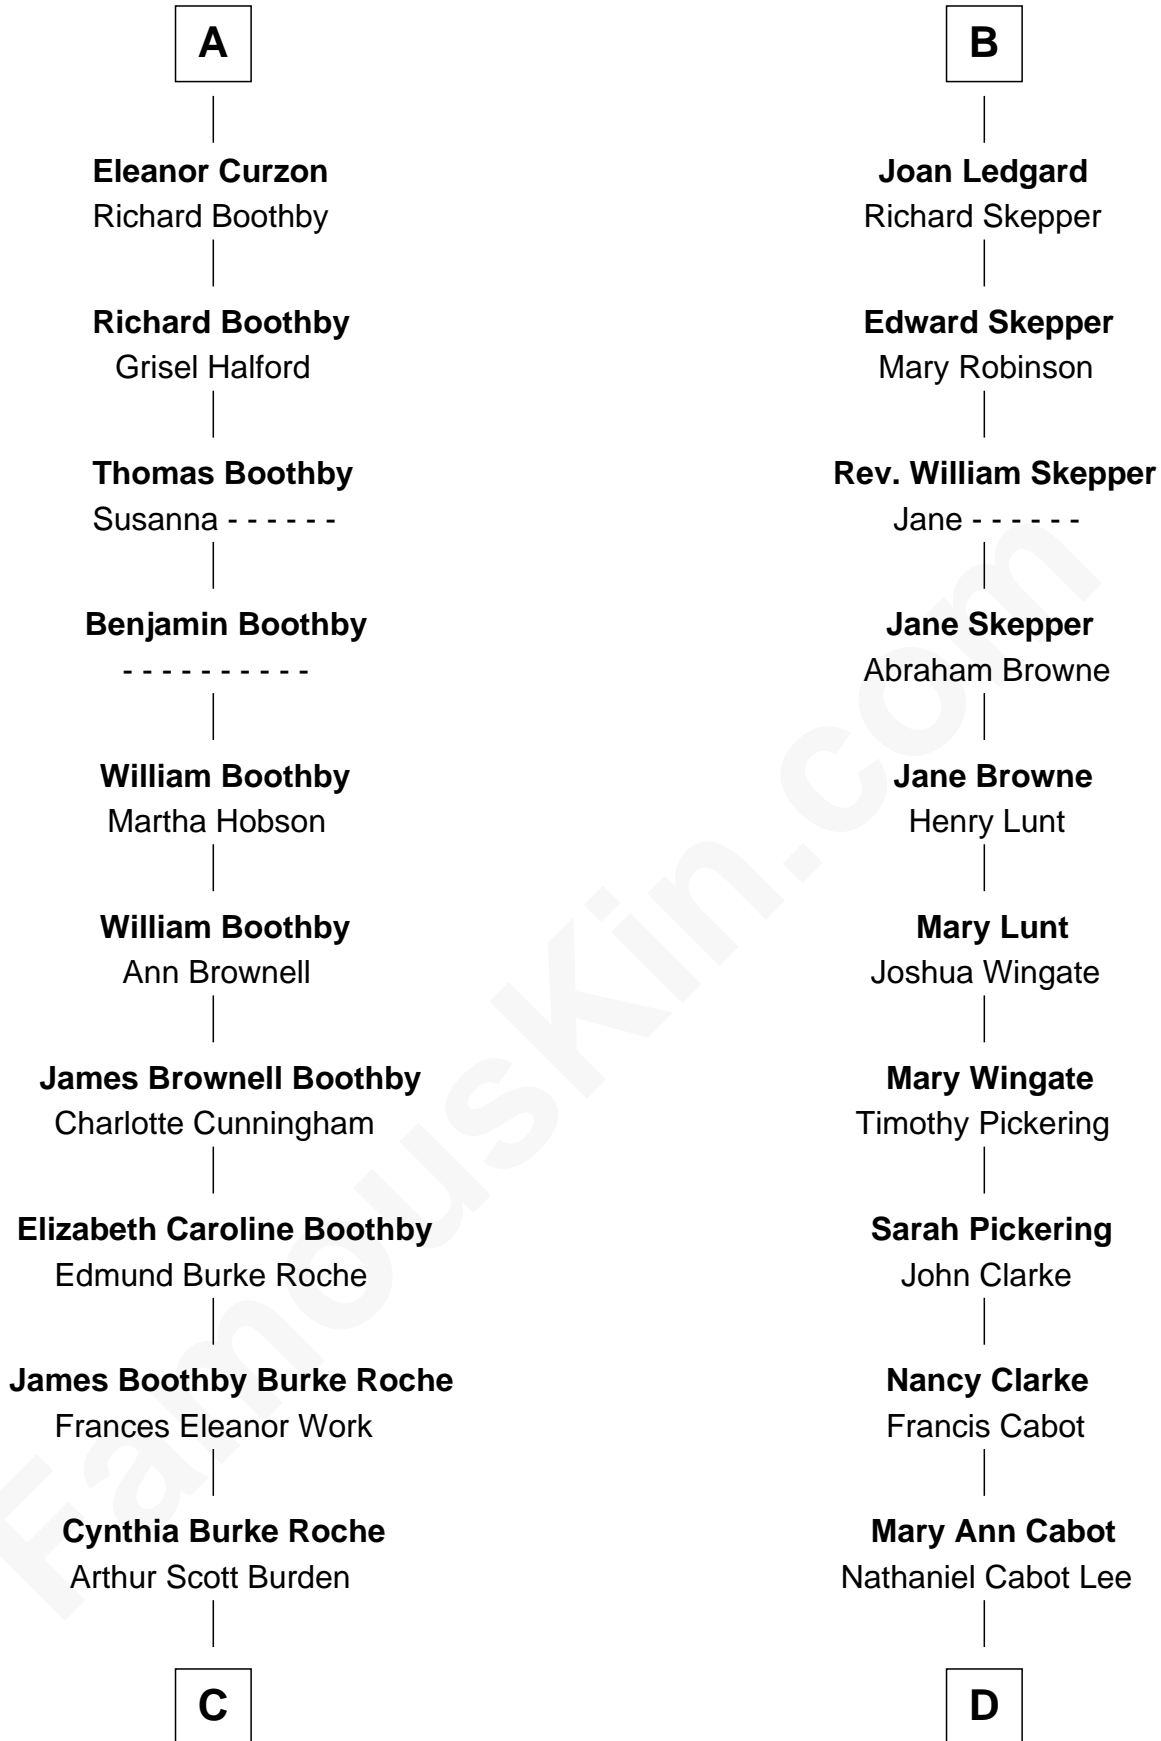 A
Eleanor Curzon
Richard Boothby
Richard Boothby
Grisel Halford
Thomas Boothby
Susanna - - - - - -
Benjamin Boothby
- - - - - - - - - -
William Boothby
Martha Hobson
William Boothby
Ann Brownell
James Brownell Boothby
Charlotte Cunningham
Elizabeth Caroline Boothby
Edmund Burke Roche
James Boothby Burke Roche
Frances Eleanor Work
Cynthia Burke Roche
Arthur Scott Burden
C
B
Joan Ledgard
Richard Skepper
Edward Skepper
Mary Robinson
Rev. William Skepper
Jane - - - - - -
Jane Skepper
Abraham Browne
Jane Browne
Henry Lunt
Mary Lunt
Joshua Wingate
Mary Wingate
Timothy Pickering
Sarah Pickering
John Clarke
Nancy Clarke
Francis Cabot
Mary Ann Cabot
Nathaniel Cabot Lee
D
FamousKin.com